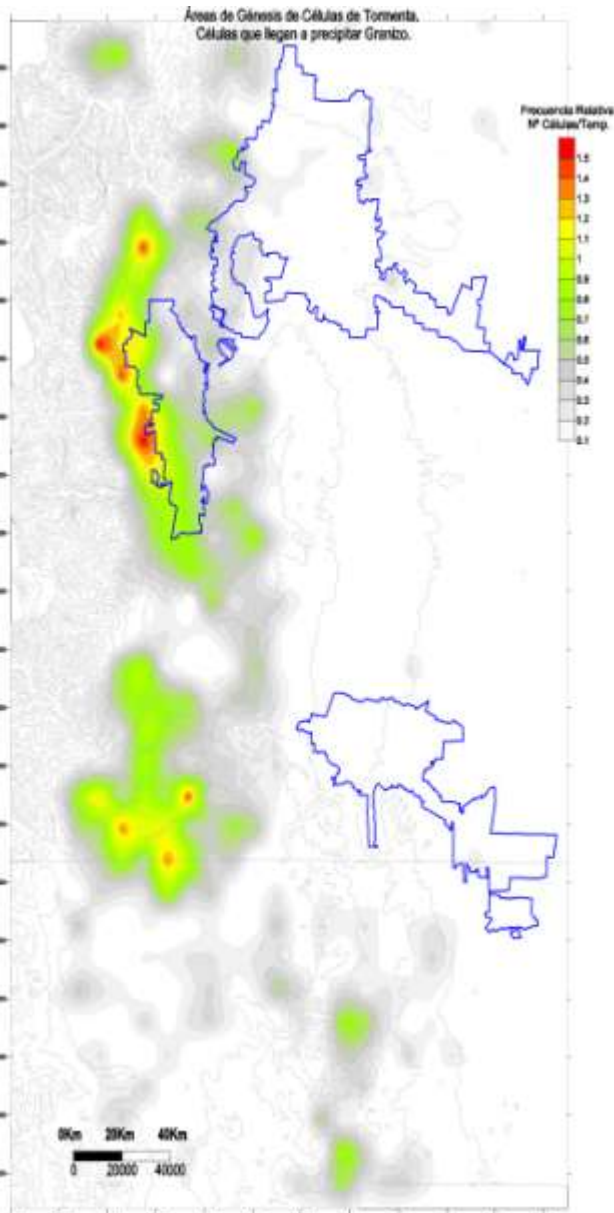 Áreas de Génesis de Células de Tormenta.
Células que llegan a precipitar Granizo.
Frecuencia Relativa
Nº Células/Temp.
1.5
1.4
1.3
1.2
1.1
1
0.9
0.8
0.7
0.6
0.5
0.4
0.3
0.2
0.1
0Km 20Km 40Km
0 20000 40000